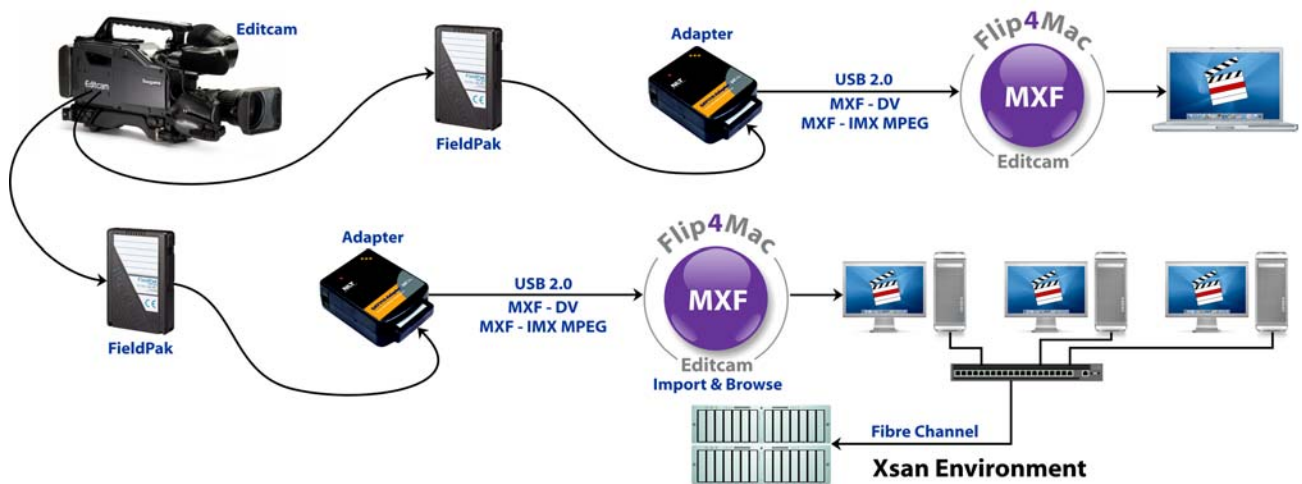 Editcam
Editcam
FieldPak
Adapter
USB 2.0
MXF - DV
MXF - IMX MPEG
Flip4Mac
MXF
Editcam
FieldPak
Adapter
USB 2.0
MXF - DV
MXF - IMX MPEG
Flip4Mac
MXF
Editcam
Import & Browse
Fibre Channel
Xsan Environment